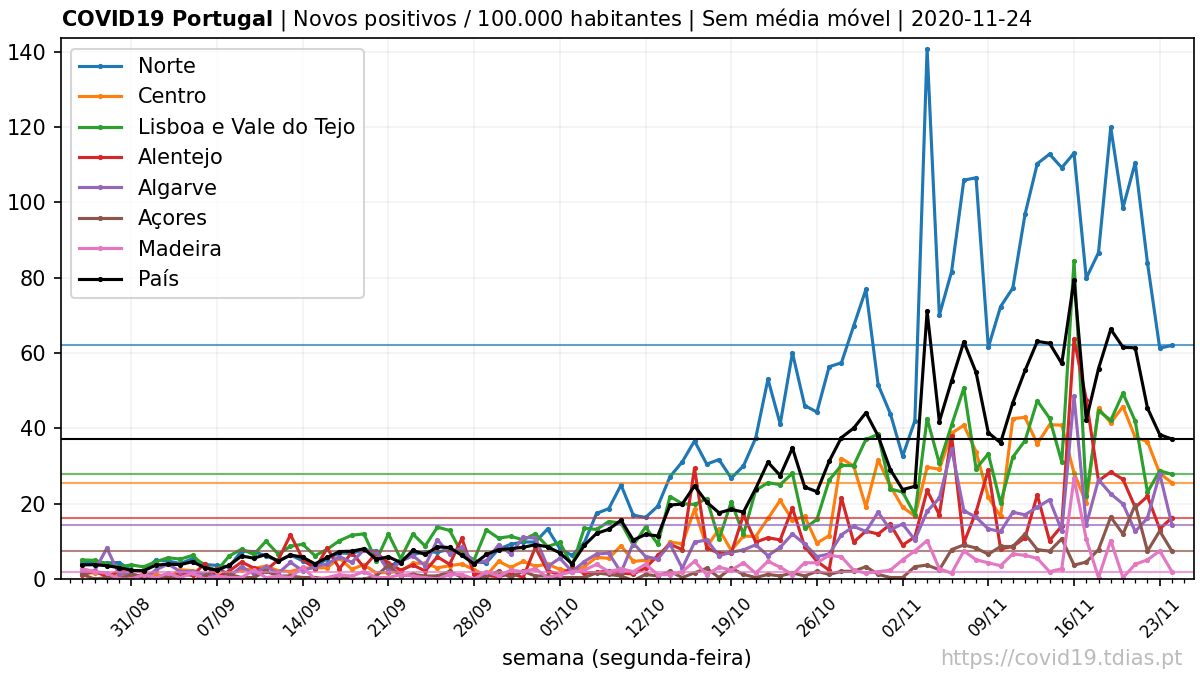 COVID19 Portugal | Novos positivos / 100.000 habitantes | Sem média móvel | 2020-11-24
140
120
100
80
60
40
20
0
Norte
Centro
Lisboa e Vale do Tejo
Alentejo
Algarve
Açores
Madeira
País
31/08
07/09
14/09
21/09
28/09
05/10
12/10
19/10
26/10
02/11
09/11
16/11
23/11
semana (segunda-feira)
https://covid19.tdias.pt